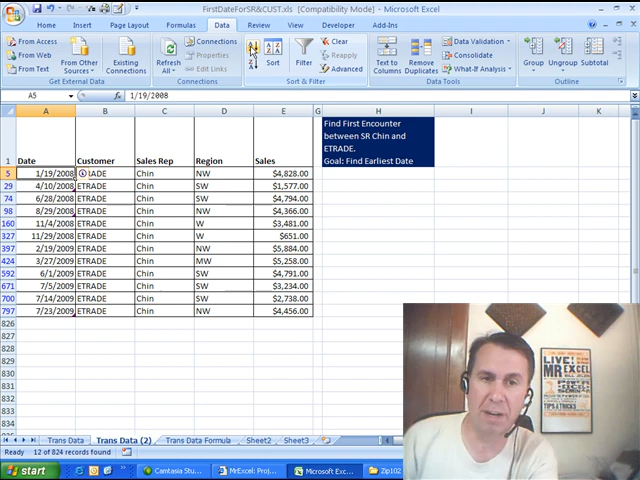 FirstDateForSR&CUST.xls [Compatibility Mode] - Microsoft Excel
Home Insert Page Layout Formulas Data Review View Developer Add-Ins
From Access
From Web
From Text
From Other Sources
Existing Connections
Get External Data
Refresh All
Connections
Properties
Edit Links
Connections
Sort
Filter
Clear
Reapply
Advanced
Sort & Filter
Text to Columns
Remove Duplicates
Data Validation
Consolidate
What-If Analysis
Data Tools
Group Ungroup Subtotal
Outline
A5 fx 1/19/2008
A B C D E G H I J K
Find First Encounter
between SR Chin and
ETRADE.
Goal: Find Earliest Date
1 Date Customer Sales Rep Region Sales
5 1/19/2008 ADE Chin NW $4,828.00
29 4/10/2008 ETRADE Chin SW $1,577.00
74 6/28/2008 ETRADE Chin SW $4,794.00
98 8/29/2008 ETRADE Chin NW $4,366.00
160 11/4/2008 ETRADE Chin W $3,481.00
327 11/29/2008 ETRADE Chin W $651.00
397 2/19/2009 ETRADE Chin NW $5,884.00
424 3/27/2009 ETRADE Chin MW $5,258.00
592 6/1/2009 ETRADE Chin SW $4,791.00
671 7/5/2009 ETRADE Chin SW $3,234.00
700 7/14/2009 ETRADE Chin SW $2,738.00
797 7/23/2009 ETRADE Chin NW $4,456.00
826
827
828
829
830
831
832
833
834
LIVE!
MR EXCEL
TIPS & TRICKS
Trans Data Trans Data (2) Trans Data Formula Sheet2 Sheet3
Ready 12 of 824 records found
start Camtasia Stu... MrExcel: Proj... Microsoft Exc... Zip102